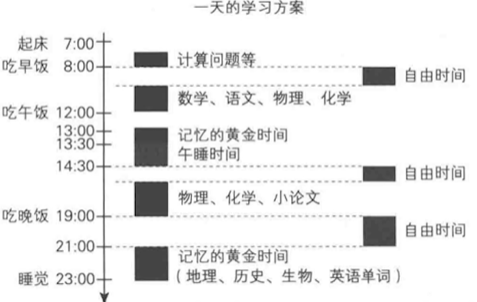 一天的学习方案
起床 7:00
计算问题等
吃早饭 8:00
自由时间
数学、语文、物理、化学
吃午饭 12:00
13:00
记忆的黄金时间
13:30
午睡时间
14:30
自由时间
物理、化学、小论文
吃晚饭 19:00
自由时间
21:00
记忆的黄金时间
(地理、历史、生物、英语单词)
睡觉 23:00